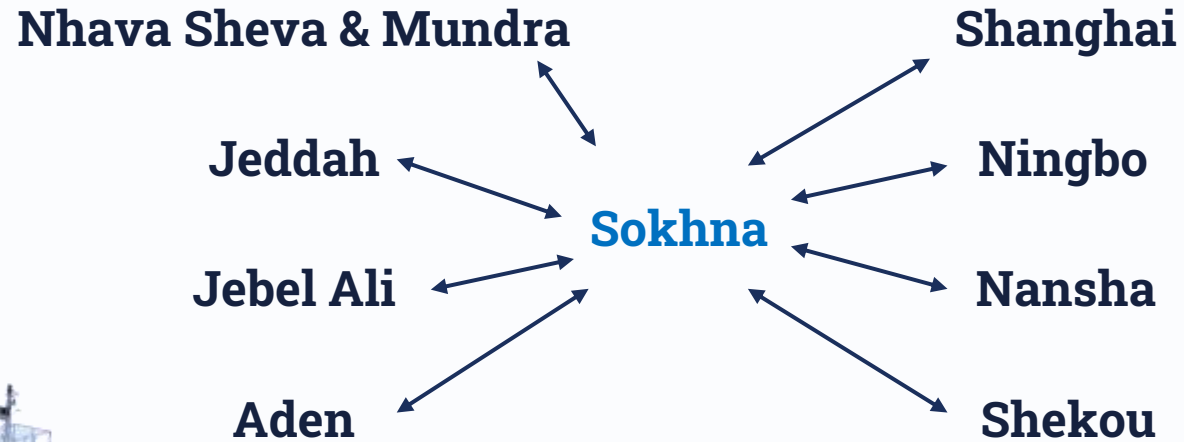 Nhava Sheva & Mundra
Shanghai
Jeddah
Ningbo
Sokhna
Jebel Ali
Nansha
Aden
Shekou